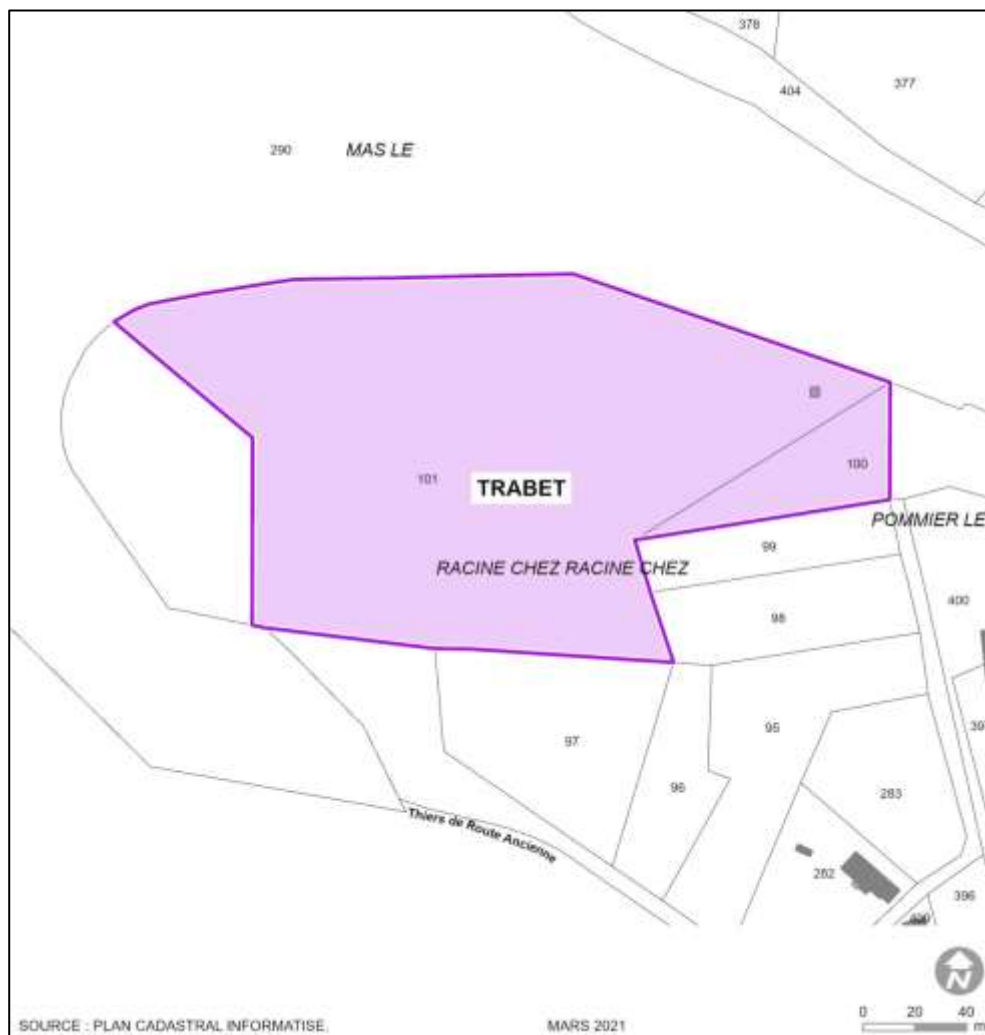 378
377
404
290 MAS LE
100
101
TRABET
POMMIER LE
99
RACINE CHEZ RACINE CHEZ
400
98
95
97
96
283
Thiers de Route Ancienne
282
396
0 20 40
m
SOURCE : PLAN CADASTRAL INFORMATISE, MARS 2021
N